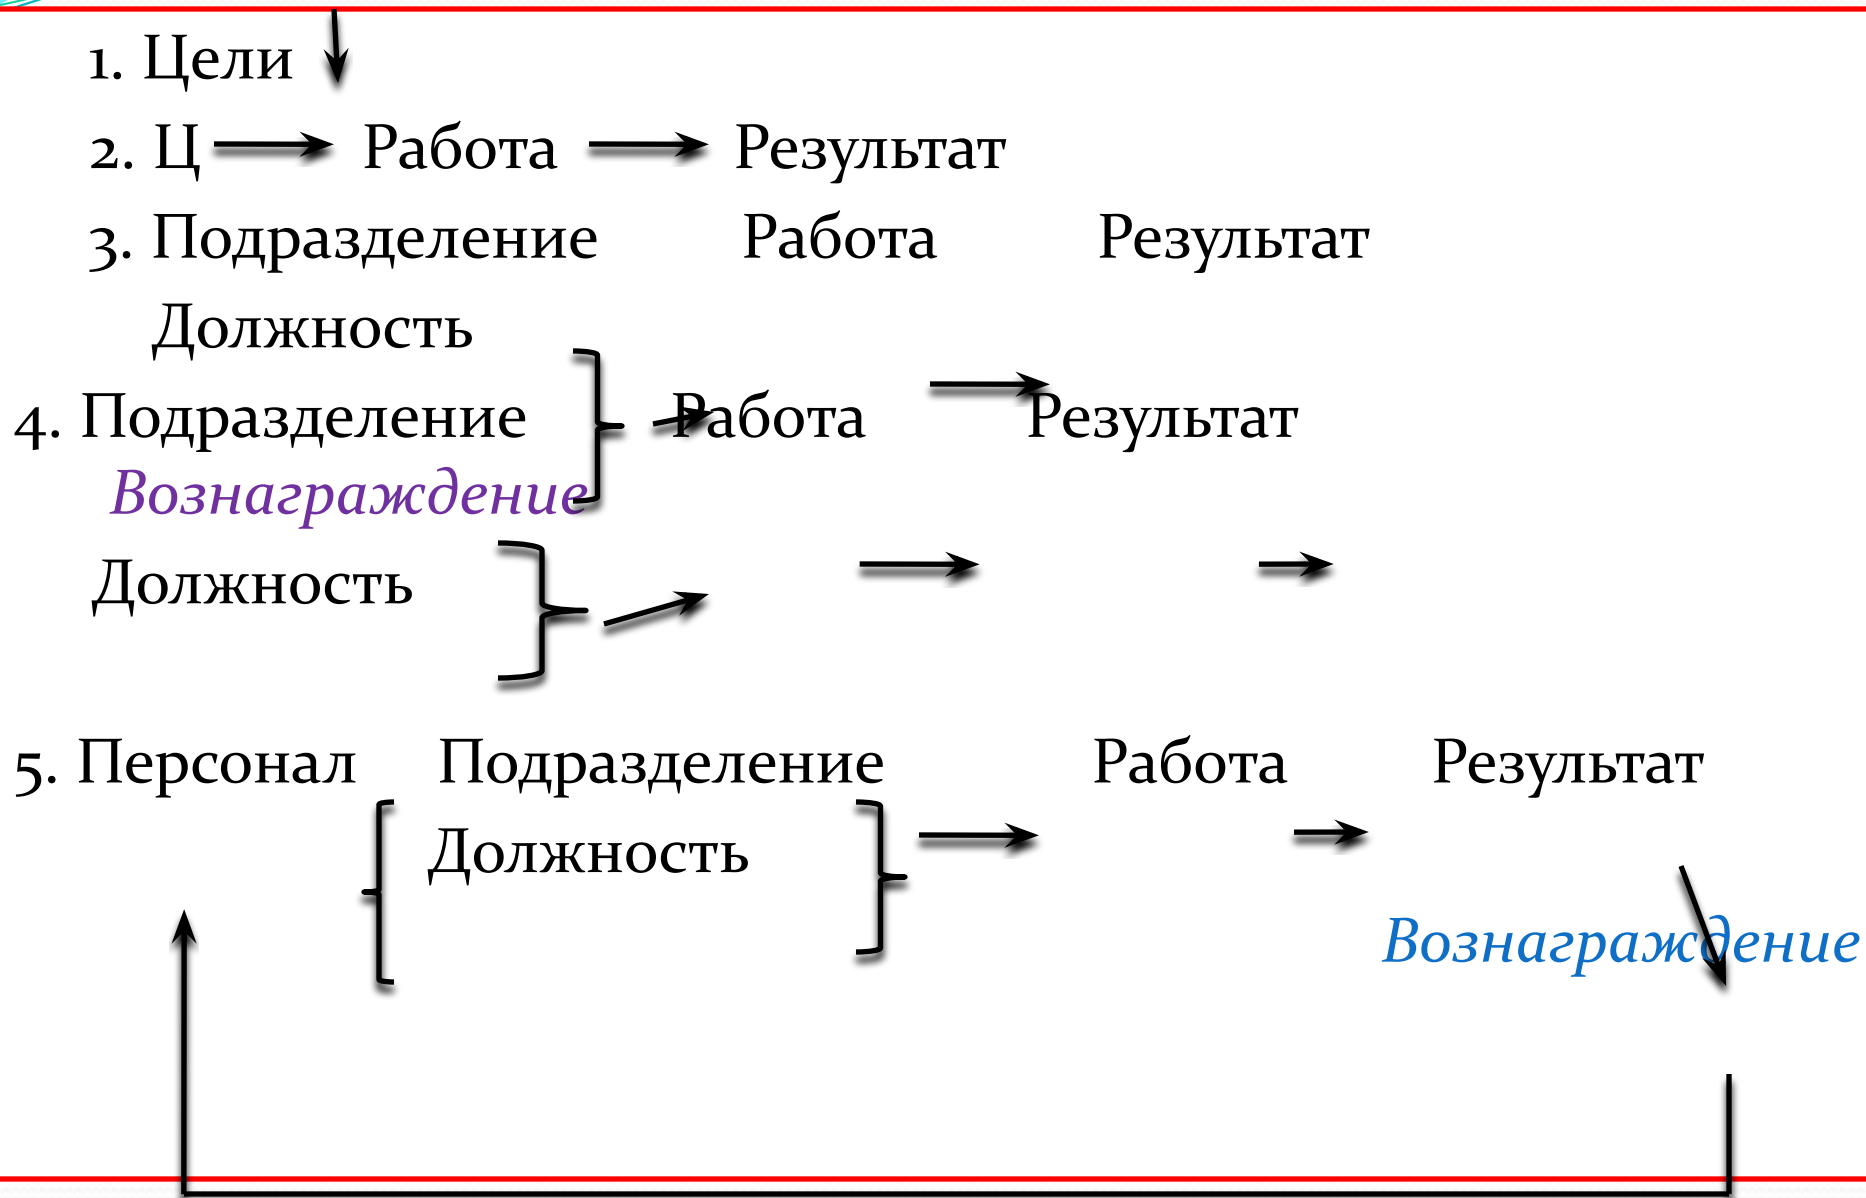 1. Цели
2. Ц Работа Результат
3. Подразделение Работа Результат
Должность
4. Подразделение Работа Результат
Вознаграждение
Должность
5. Персонал Подразделение Работа Результат
Должность
Вознаграждение